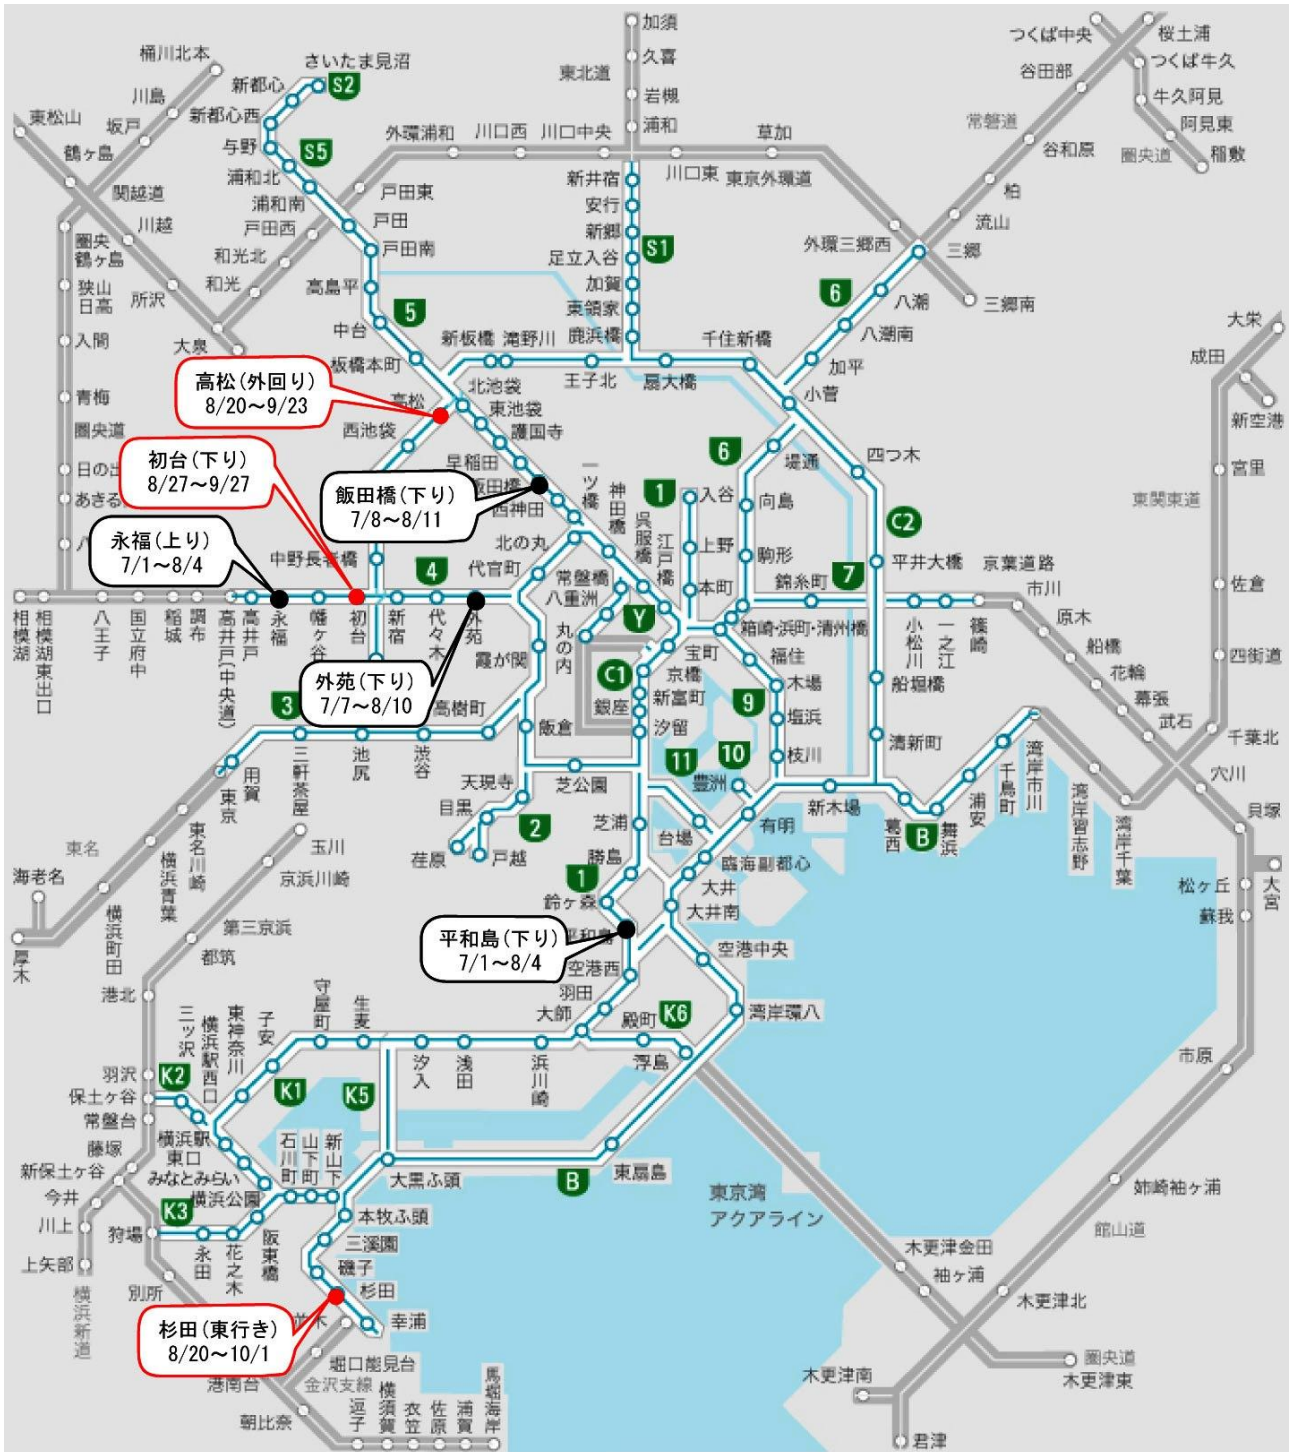 加須
久喜
東北道
岩槻
浦和
つくば中央
桜土浦
谷田部
つくば牛久
牛久阿見
阿見東
稲敷
圏央道
常磐道
谷和原
柏
流山
三郷
外環三郷西
三郷南
桶川北本
川島
坂戸
鶴ヶ島
東松山
関越道
川越
所沢
大泉
圏央
鶴ヶ島
狭山
日高
入間
青梅
圏央道
日の出
あきる
八
さいたま見沼
S2
新都心
新都心西
与野
S5
浦和北
浦和南
戸田
戸田南
高島平
5
中台
板橋本町
外環浦和
川口西
川口中央
草加
川口東
東京外環道
戸田東
戸田西
和光北
和光
新井宿
安行
新郷
S1
足立入谷
加賀
東領家
鹿浜橋
新板橋
滝野川
王子北
扇大橋
千住新橋
6
八潮
八潮南
加平
小菅
四つ木
C2
平井大橋
船堀橋
清新町
大栄
成田
新空港
宮里
東関東道
佐倉
四街道
千葉北
高松(外回り)
8/20~9/23
高松
北池袋
東池袋
護国寺
西池袋
早稲田
飯田橋
西神田
初台(下り)
8/27~9/27
飯田橋(下り)
7/8~8/11
永福(上り)
7/1~8/4
中野長者橋
4
一ツ橋
神田橋
呉服橋
江戸橋
北の丸
代官町
常盤橋
八重洲
丸の内
Y
1
入谷
上野
本町
6
堤通
向島
駒形
錦糸町
7
京葉道路
市川
原木
船橋
花輪
幕張
武石
穴川
貝塚
箱崎・浜町・清州橋
小松川
一之江
篠崎
相模湖
相模湖東出口
八王子
国立府中
稲城
調布
高井戸(中央道)
高井戸
永福
幡ヶ谷
初台
新宿
代々木
外苑
霞が関
外苑(下り)
7/7~8/10
高樹町
3
三軒茶屋
池尻
渋谷
用賀
東京
飯倉
天現寺
目黒
荏原
戸越
2
芝公園
C1
宝町
京橋
新富町
銀座
汐留
福住
木場
9
塩浜
枝川
11
10
豊洲
新木場
葛西
B
舞浜
浦安
千鳥町
湾岸市川
湾岸習志野
湾岸千葉
芝浦
台場
有明
臨海副都心
勝島
1
鈴ヶ森
大井
大井南
平和島
平和島(下り)
7/1~8/4
空港西
空港中央
羽田
大師
殿町
K6
湾岸環八
浮島
東名
東名川崎
横浜青葉
横浜町田
海老名
厚木
玉川
京浜川崎
第三京浜
都筑
港北
羽沢
保土ヶ谷
常盤台
藤塚
新保土ヶ谷
今井
川上
上矢部
横浜新道
狩場
別所
K2
三ッ沢
横浜駅西口
東神奈川
子安
守屋町
生麦
汐入
浅田
浜川崎
K1
K5
横浜駅
東口
みなとみらい
横浜公園
石川町
山下町
新山下
大黒ふ頭
B
東扇島
K3
永田
花之木
阪東橋
本牧ふ頭
三溪園
磯子
杉田
幸浦
杉田(東行き)
8/20~10/1
並木
堀口能見台
港南台
金沢支線
朝比奈
逗子
横須賀
衣笠
佐原
浦賀
馬堀海岸
東京湾
アクアライン
木更津金田
袖ヶ浦
木更津北
木更津南
君津
圏央道
木更津東
館山道
姉崎袖ヶ浦
市原
松ヶ丘
蘇我
大宮